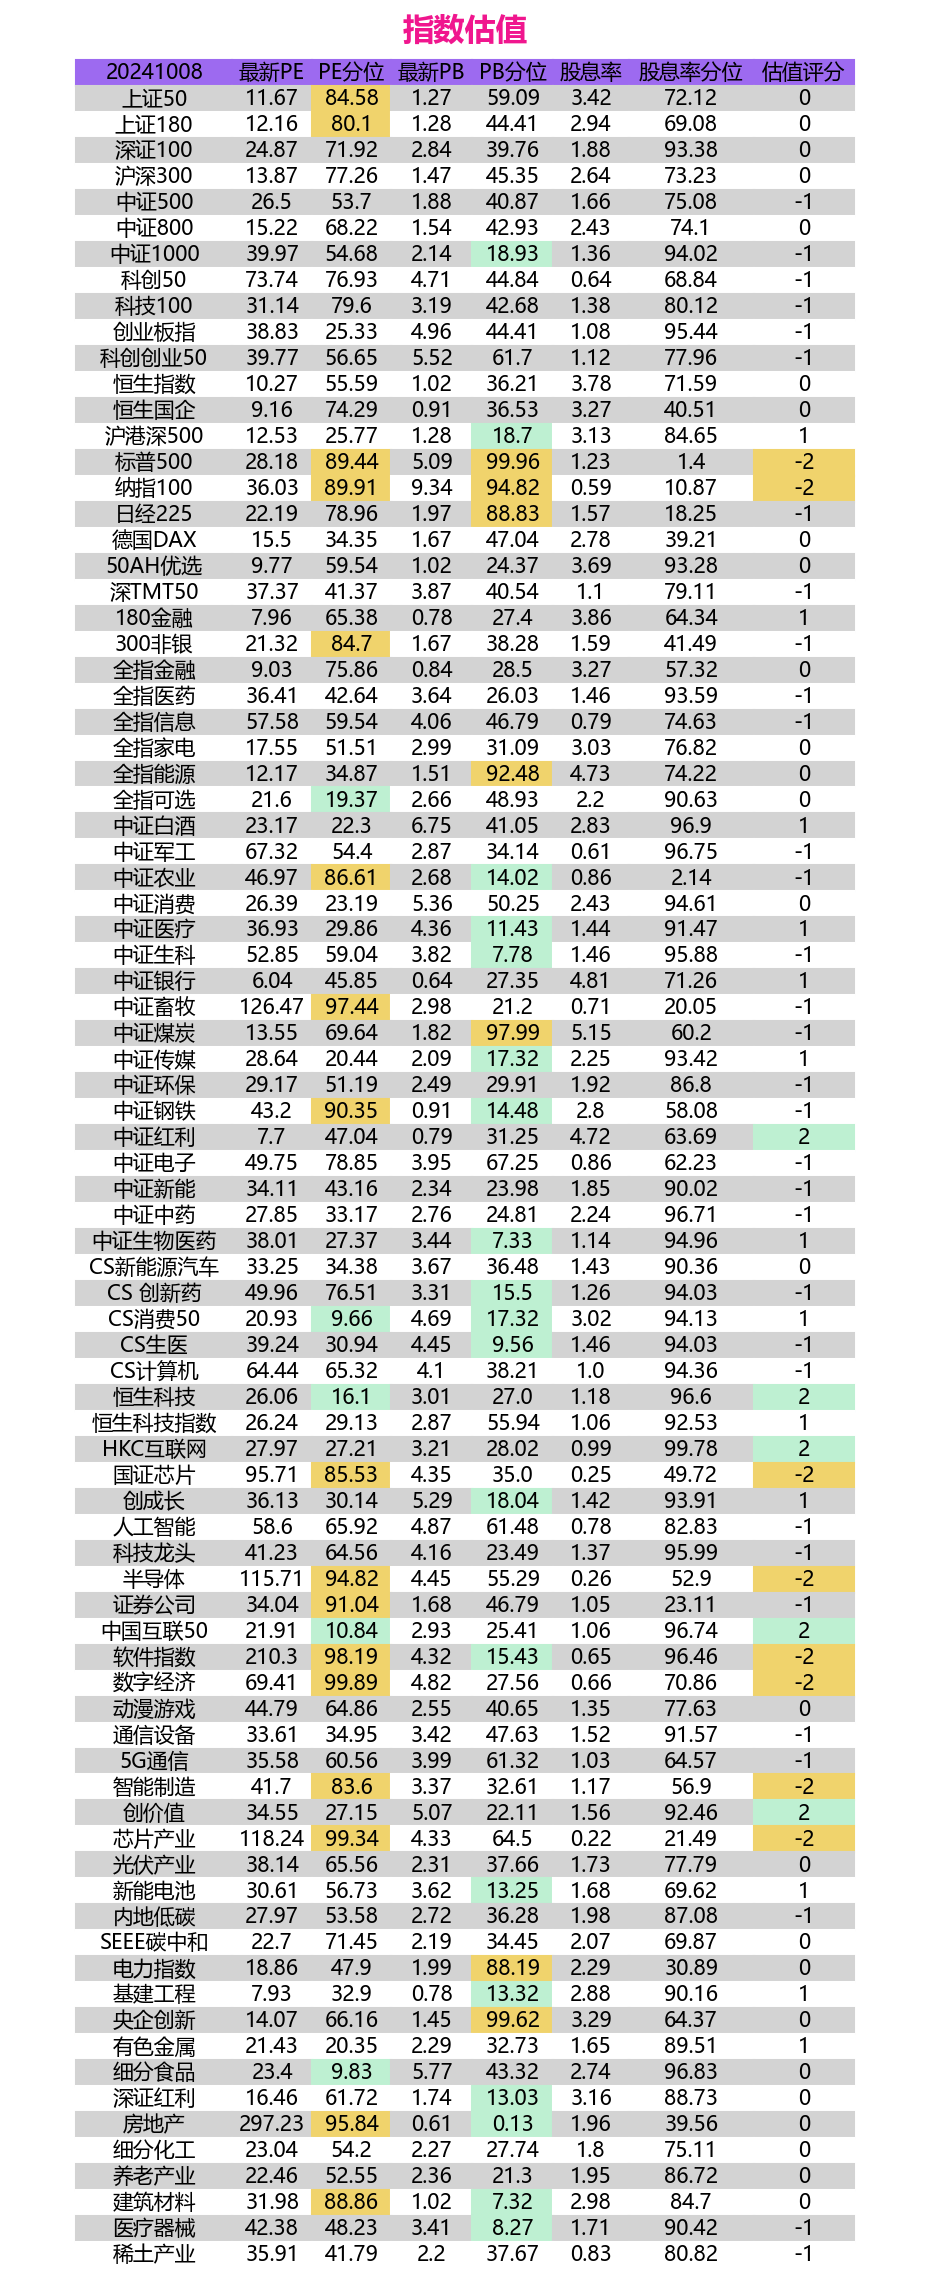 指数估值
20241008 最新PE PE分位 最新PB PB分位 股息率 股息率分位 估值评分
上证50 11.67 84.58 1.27 59.09 3.42 72.12 0
上证180 12.16 80.1 1.28 44.41 2.94 69.08 0
深证100 24.87 71.92 2.84 39.76 1.88 93.38 0
沪深300 13.87 77.26 1.47 45.35 2.64 73.23 0
中证500 26.5 53.7 1.88 40.87 1.66 75.08 -1
中证800 15.22 68.22 1.54 42.93 2.43 74.1 0
中证1000 39.97 54.68 2.14 18.93 1.36 94.02 -1
科创50 73.74 76.93 4.71 44.84 0.64 68.84 -1
科技100 31.14 79.6 3.19 42.68 1.38 80.12 -1
创业板指 38.83 25.33 4.96 44.41 1.08 95.44 -1
科创创业50 39.77 56.65 5.52 61.7 1.12 77.96 -1
恒生指数 10.27 55.59 1.02 36.21 3.78 71.59 0
恒生国企 9.16 74.29 0.91 36.53 3.27 40.51 0
沪港深500 12.53 25.77 1.28 18.7 3.13 84.65 1
标普500 28.18 89.44 5.09 99.96 1.23 1.4 -2
纳指100 36.03 89.91 9.34 94.82 0.59 10.87 -2
日经225 22.19 78.96 1.97 88.83 1.57 18.25 -1
德国DAX 15.5 34.35 1.67 47.04 2.78 39.21 0
50AH优选 9.77 59.54 1.02 24.37 3.69 93.28 0
深TMT50 37.37 41.37 3.87 40.54 1.1 79.11 -1
180金融 7.96 65.38 0.78 27.4 3.86 64.34 1
300非银 21.32 84.7 1.67 38.28 1.59 41.49 -1
全指金融 9.03 75.86 0.84 28.5 3.27 57.32 0
全指医药 36.41 42.64 3.64 26.03 1.46 93.59 -1
全指信息 57.58 59.54 4.06 46.79 0.79 74.63 -1
全指家电 17.55 51.51 2.99 31.09 3.03 76.82 0
全指能源 12.17 34.87 1.51 92.48 4.73 74.22 0
全指可选 21.6 19.37 2.66 48.93 2.2 90.63 0
中证白酒 23.17 22.3 6.75 41.05 2.83 96.9 1
中证军工 67.32 54.4 2.87 34.14 0.61 96.75 -1
中证农业 46.97 86.61 2.68 14.02 0.86 2.14 -1
中证消费 26.39 23.19 5.36 50.25 2.43 94.61 0
中证医疗 36.93 29.86 4.36 11.43 1.44 91.47 1
中证生科 52.85 59.04 3.82 7.78 1.46 95.88 -1
中证银行 6.04 45.85 0.64 27.35 4.81 71.26 1
中证畜牧 126.47 97.44 2.98 21.2 0.71 20.05 -1
中证煤炭 13.55 69.64 1.82 97.99 5.15 60.2 -1
中证传媒 28.64 20.44 2.09 17.32 2.25 93.42 1
中证环保 29.17 51.19 2.49 29.91 1.92 86.8 -1
中证钢铁 43.2 90.35 0.91 14.48 2.8 58.08 -1
中证红利 7.7 47.04 0.79 31.25 4.72 63.69 2
中证电子 49.75 78.85 3.95 67.25 0.86 62.23 -1
中证新能 34.11 43.16 2.34 23.98 1.85 90.02 -1
中证中药 27.85 33.17 2.76 24.81 2.24 96.71 -1
中证生物医药 38.01 27.37 3.44 7.33 1.14 94.96 1
CS新能源汽车 33.25 34.38 3.67 36.48 1.43 90.36 0
CS 创新药 49.96 76.51 3.31 15.5 1.26 94.03 -1
CS消费50 20.93 9.66 4.69 17.32 3.02 94.13 1
CS生医 39.24 30.94 4.45 9.56 1.46 94.03 -1
CS计算机 64.44 65.32 4.1 38.21 1.0 94.36 -1
恒生科技 26.06 16.1 3.01 27.0 1.18 96.6 2
恒生科技指数 26.24 29.13 2.87 55.94 1.06 92.53 1
HKC互联网 27.97 27.21 3.21 28.02 0.99 99.78 2
国证芯片 95.71 85.53 4.35 35.0 0.25 49.72 -2
创成长 36.13 30.14 5.29 18.04 1.42 93.91 1
人工智能 58.6 65.92 4.87 61.48 0.78 82.83 -1
科技龙头 41.23 64.56 4.16 23.49 1.37 95.99 -1
半导体 115.71 94.82 4.45 55.29 0.26 52.9 -2
证券公司 34.04 91.04 1.68 46.79 1.05 23.11 -1
中国互联50 21.91 10.84 2.93 25.41 1.06 96.74 2
软件指数 210.3 98.19 4.32 15.43 0.65 96.46 -2
数字经济 69.41 99.89 4.82 27.56 0.66 70.86 -2
动漫游戏 44.79 64.86 2.55 40.65 1.35 77.63 0
通信设备 33.61 34.95 3.42 47.63 1.52 91.57 -1
5G通信 35.58 60.56 3.99 61.32 1.03 64.57 -1
智能制造 41.7 83.6 3.37 32.61 1.17 56.9 -2
创价值 34.55 27.15 5.07 22.11 1.56 92.46 2
芯片产业 118.24 99.34 4.33 64.5 0.22 21.49 -2
光伏产业 38.14 65.56 2.31 37.66 1.73 77.79 0
新能电池 30.61 56.73 3.62 13.25 1.68 69.62 1
内地低碳 27.97 53.58 2.72 36.28 1.98 87.08 -1
SEEE碳中和 22.7 71.45 2.19 34.45 2.07 69.87 0
电力指数 18.86 47.9 1.99 88.19 2.29 30.89 0
基建工程 7.93 32.9 0.78 13.32 2.88 90.16 1
央企创新 14.07 66.16 1.45 99.62 3.29 64.37 0
有色金属 21.43 20.35 2.29 32.73 1.65 89.51 1
细分食品 23.4 9.83 5.77 43.32 2.74 96.83 0
深证红利 16.46 61.72 1.74 13.03 3.16 88.73 0
房地产 297.23 95.84 0.61 0.13 1.96 39.56 0
细分化工 23.04 54.2 2.27 27.74 1.8 75.11 0
养老产业 22.46 52.55 2.36 21.3 1.95 86.72 0
建筑材料 31.98 88.86 1.02 7.32 2.98 84.7 0
医疗器械 42.38 48.23 3.41 8.27 1.71 90.42 -1
稀土产业 35.91 41.79 2.2 37.67 0.83 80.82 -1